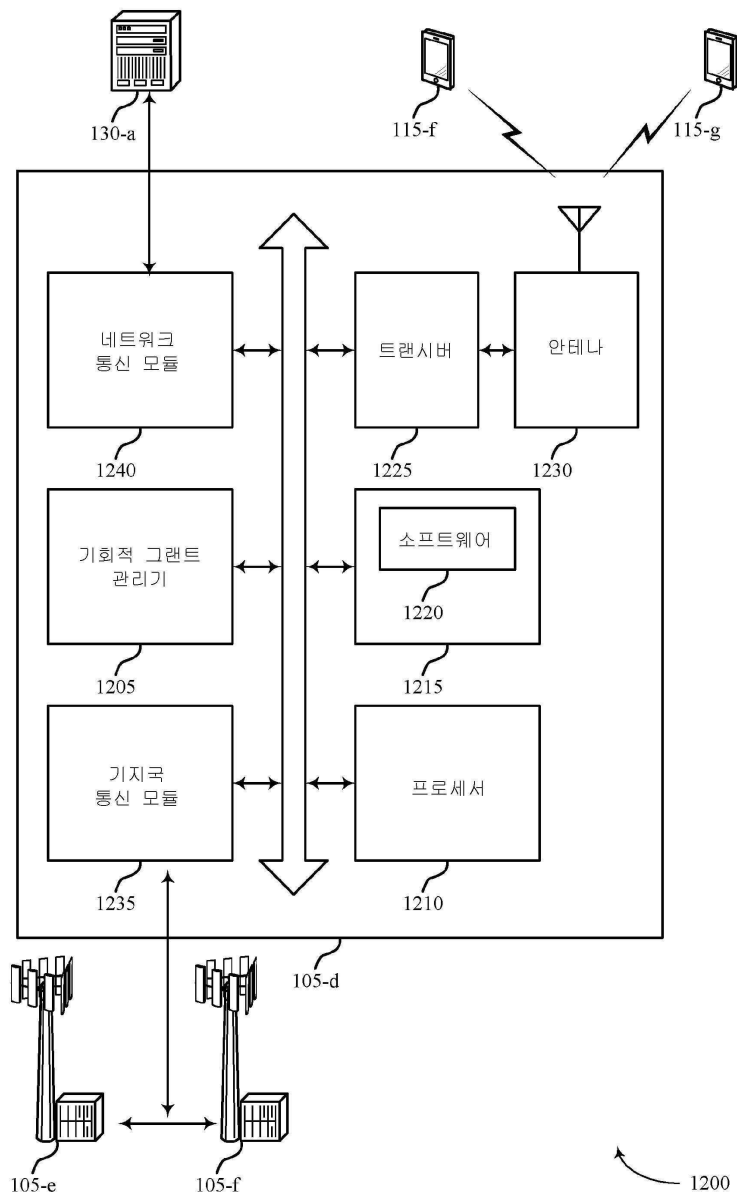 130-a
115-f
115-g
네트워크
통신 모듈
트랜시버
안테나
1240
1225
1230
기회적 그랜트
관리기
소프트웨어
1220
1205
1215
기지국
통신 모듈
프로세서
1235
1210
105-d
105-e
105-f
1200